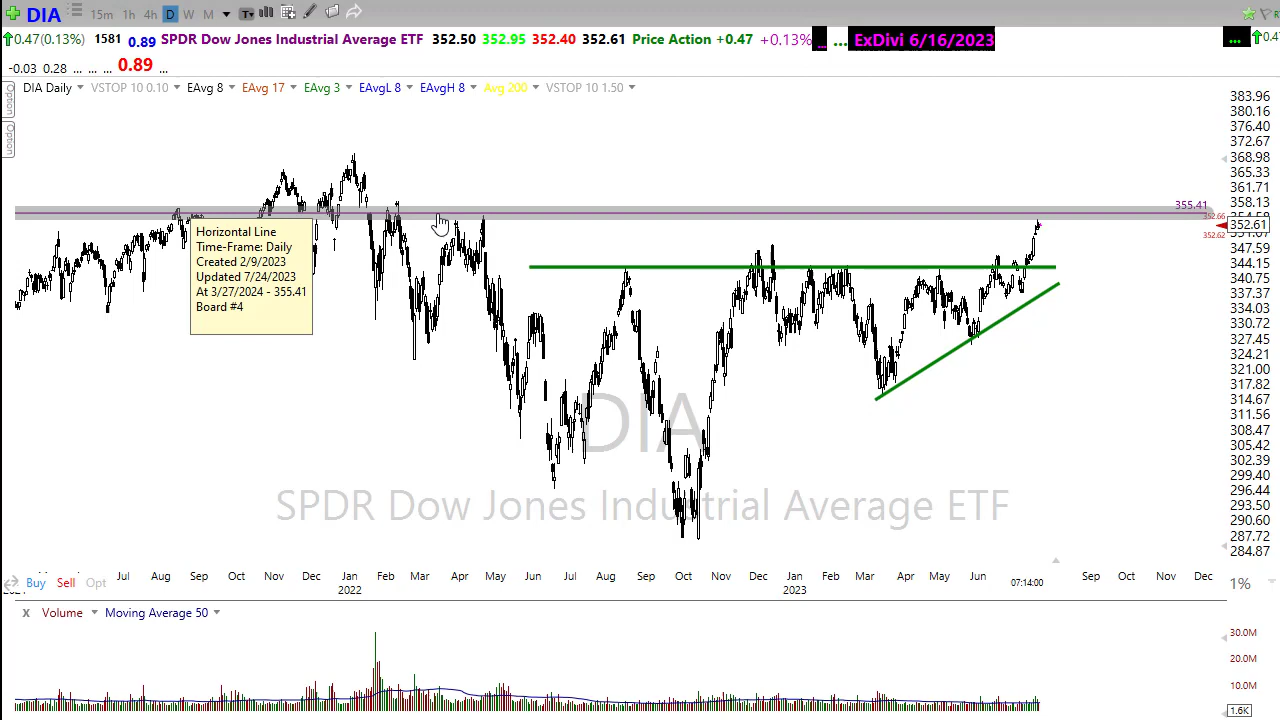 DIA 15m 1h 4h D W M
0.47(0.13%) 1581 0.89 SPDR Dow Jones Industrial Average ETF 352.50 352.95 352.40 352.61 Price Action +0.47 +0.13% ... ... ExDivi 6/16/2023 ...
-0.03 0.28 ... ... ... 0.89 ...
Option
Option
DIA Daily VSTOP 10 0.10 EAvg 8 EAvg 17 EAvg 3 EAvgL 8 EAvgH 8 Avg 200 VSTOP 10 1.50
383.96
380.16
376.40
372.67
368.98
365.33
361.71
358.13
355.41
352.66
352.61
352.62
347.59
344.15
340.75
337.37
334.03
330.72
327.45
324.21
321.00
317.82
314.67
311.56
308.47
305.42
302.39
299.40
296.44
293.50
290.60
287.72
284.87
Horizontal Line
Time-Frame: Daily
Created 2/9/2023
Updated 7/24/2023
At 3/27/2024 - 355.41
Board #4
DIA
SPDR Dow Jones Industrial Average ETF
Jul Aug Sep Oct Nov Dec Jan Feb Mar Apr May Jun Jul Aug Sep Oct Nov Dec Jan Feb Mar Apr May Jun 07:14:00 Sep Oct Nov Dec
2022 2023
Buy Sell Opt 1%
X Volume Moving Average 50
30.0M
20.0M
10.0M
1.6K